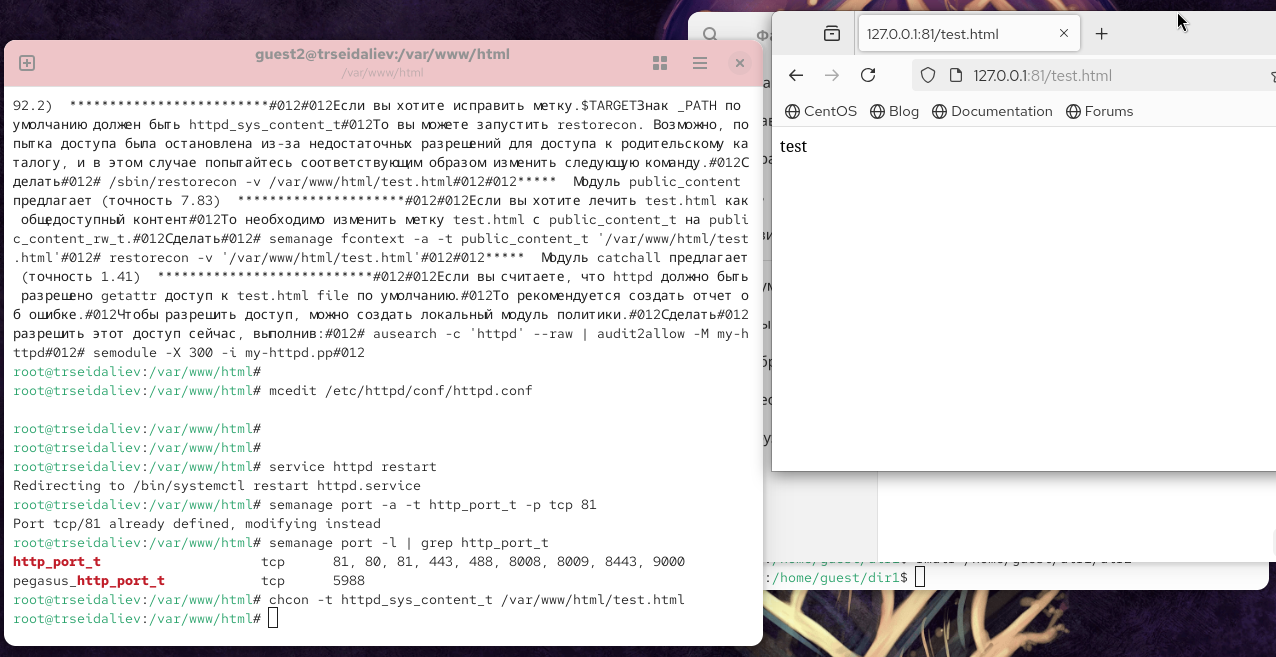 guest2@trseidaliev:/var/www/html
/var/www/html
92.2)  *************************#012#012Если вы хотите исправить метку.$TARGETЗнак _PATH по
умолчанию должен быть httpd_sys_content_t#012То вы можете запустить restorecon. Возможно, по
пытка доступа была остановлена из-за недостаточных разрешений для доступа к родительскому ка
талогу, и в этом случае попытайтесь соответствующим образом изменить следующую команду.#012С
делать#012# /sbin/restorecon -v /var/www/html/test.html#012#012*****  Модуль public_content
предлагает (точность 7.83)  *********************#012#012Если вы хотите лечить test.html как
общедоступный контент#012То необходимо изменить метку test.html с public_content_t на publi
c_content_rw_t.#012Сделать#012# semanage fcontext -a -t public_content_t '/var/www/html/test
.html'#012# restorecon -v '/var/www/html/test.html'#012#012*****  Модуль catchall предлагает
(точность 1.41)  ***************************#012#012Если вы считаете, что httpd должно быть
разрешено getattr доступ к test.html file по умолчанию.#012То рекомендуется создать отчет о
б ошибке.#012Чтобы разрешить доступ, можно создать локальный модуль политики.#012Сделать#012
разрешить этот доступ сейчас, выполнив:#012# ausearch -c 'httpd' --raw | audit2allow -M my-h
ttpd#012# semodule -X 300 -i my-httpd.pp#012
root@trseidaliev:/var/www/html#
root@trseidaliev:/var/www/html# mcedit /etc/httpd/conf/httpd.conf
root@trseidaliev:/var/www/html#
root@trseidaliev:/var/www/html#
root@trseidaliev:/var/www/html# service httpd restart
Redirecting to /bin/systemctl restart httpd.service
root@trseidaliev:/var/www/html# semanage port -a -t http_port_t -p tcp 81
Port tcp/81 already defined, modifying instead
root@trseidaliev:/var/www/html# semanage port -l | grep http_port_t
http_port_t                    tcp      81, 80, 81, 443, 488, 8008, 8009, 8443, 9000
pegasus_http_port_t            tcp      5988
root@trseidaliev:/var/www/html# chcon -t httpd_sys_content_t /var/www/html/test.html
root@trseidaliev:/var/www/html#
127.0.0.1:81/test.html
127.0.0.1:81/test.html
CentOS Blog Documentation Forums
test
:/home/guest/dir1$